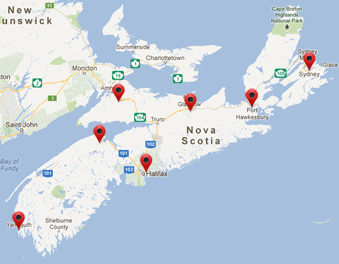 New
unswick
Summerside
Charlottetown
Moncton
Cape Breton
Highlands
National Park
Sydney
Glace
Sydney
Amh
Truro
Port
Hawkesbury
Nova
Scotia
Saint John
Bay of
Fundy
101
102
103
101
Halifax
Shelburne
County